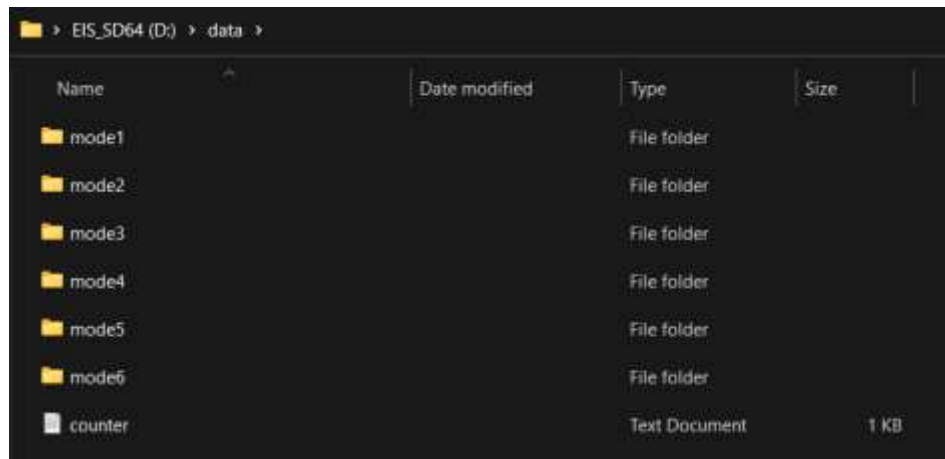 › EIS_SD64 (D:) › data ›
Name Date modified Type Size
mode1 File folder
mode2 File folder
mode3 File folder
mode4 File folder
mode5 File folder
mode6 File folder
counter Text Document 1 KB